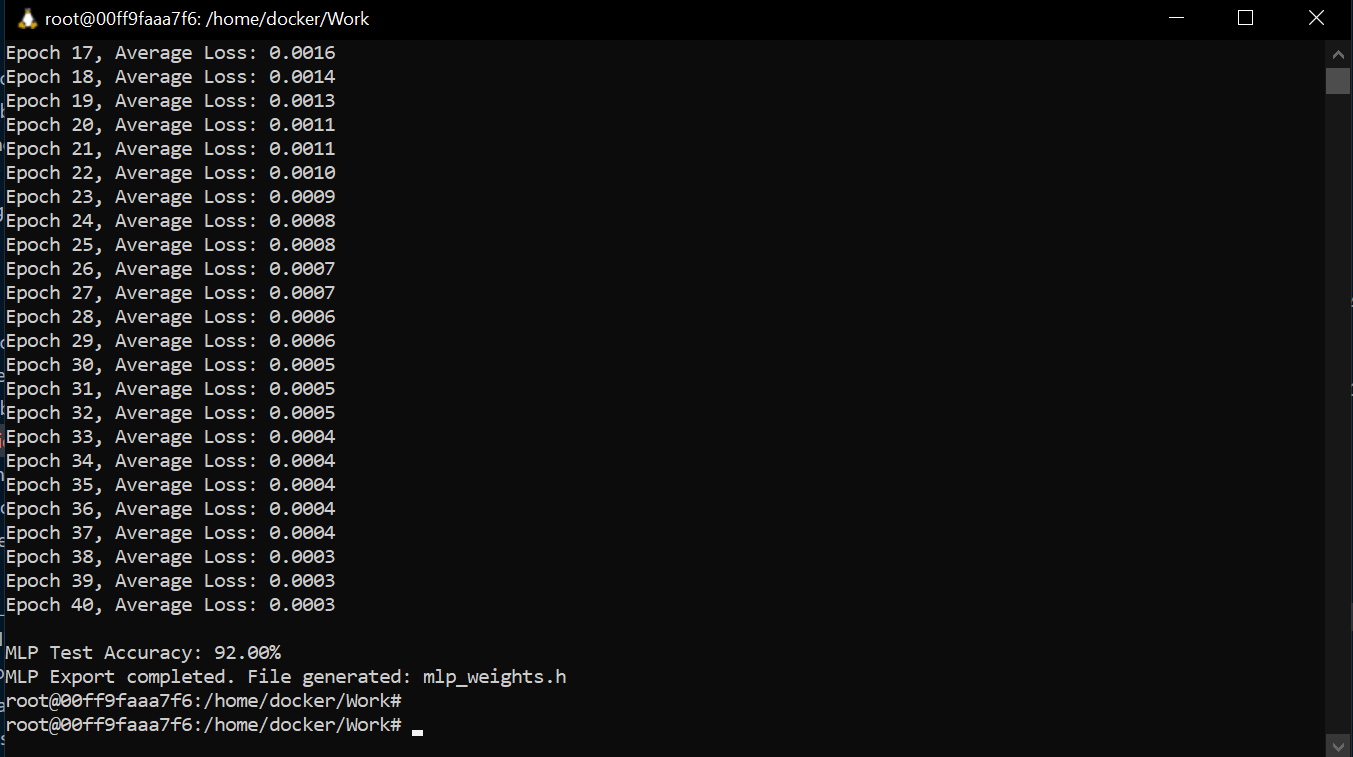 root@00ff9faaa7f6: /home/docker/Work
Epoch 17, Average Loss: 0.0016
Epoch 18, Average Loss: 0.0014
Epoch 19, Average Loss: 0.0013
Epoch 20, Average Loss: 0.0011
Epoch 21, Average Loss: 0.0011
Epoch 22, Average Loss: 0.0010
Epoch 23, Average Loss: 0.0009
Epoch 24, Average Loss: 0.0008
Epoch 25, Average Loss: 0.0008
Epoch 26, Average Loss: 0.0007
Epoch 27, Average Loss: 0.0007
Epoch 28, Average Loss: 0.0006
Epoch 29, Average Loss: 0.0006
Epoch 30, Average Loss: 0.0005
Epoch 31, Average Loss: 0.0005
Epoch 32, Average Loss: 0.0005
Epoch 33, Average Loss: 0.0004
Epoch 34, Average Loss: 0.0004
Epoch 35, Average Loss: 0.0004
Epoch 36, Average Loss: 0.0004
Epoch 37, Average Loss: 0.0004
Epoch 38, Average Loss: 0.0003
Epoch 39, Average Loss: 0.0003
Epoch 40, Average Loss: 0.0003
MLP Test Accuracy: 92.00%
MLP Export completed. File generated: mlp_weights.h
root@00ff9faaa7f6:/home/docker/Work#
root@00ff9faaa7f6:/home/docker/Work#